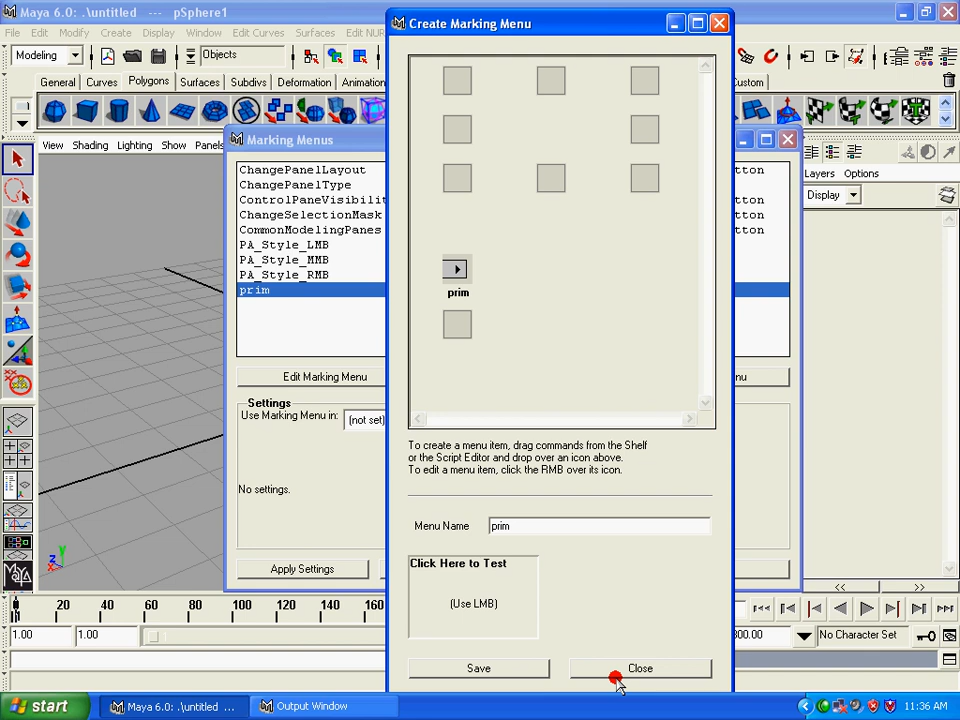 Maya 6.0: .\untitled --- pSphere1
File Edit Modify Create Display Window Edit Curves Surfaces Edit NUR
Modeling
Objects
General Curves Polygons Surfaces Subdivs Deformation Animation
Custom
View Shading Lighting Show Panels
Marking Menus
ChangePanelLayout
ChangePanelType
ControlPaneVisibilit
ChangeSelectionMask
CommonModelingPanes
PA_Style_LMB
PA_Style_MMB
PA_Style_RMB
prim
tton
tton
tton
Edit Marking Menu
nu
Settings
Use Marking Menu in:
(not set)
No settings.
Apply Settings
Create Marking Menu
prim
To create a menu item, drag commands from the Shelf
or the Script Editor and drop over an icon above.
To edit a menu item, click the RMB over its icon.
Menu Name
prim
Click Here to Test
(Use LMB)
Save
Close
Layers Options
Display
<<
>>
20 40 60 80 100 120 140 160
1.00
1.00
300.00
No Character Set
start
Maya 6.0: .\untitled ...
Output Window
11:36 AM